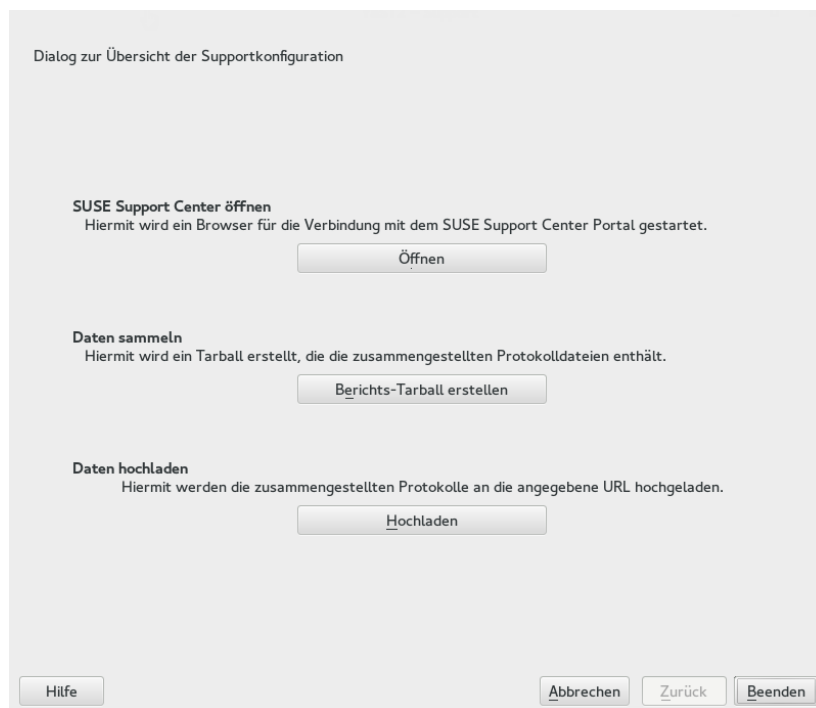 Dialog zur Übersicht der Supportkonfiguration
SUSE Support Center öffnen
Hiermit wird ein Browser für die Verbindung mit dem SUSE Support Center Portal gestartet.
Öffnen
Daten sammeln
Hiermit wird ein Tarball erstellt, die die zusammengestellten Protokolldateien enthält.
Berichts-Tarball erstellen
Daten hochladen
Hiermit werden die zusammengestellten Protokolle an die angegebene URL hochgeladen.
Hochladen
Hilfe Abbrechen Zurück Beenden